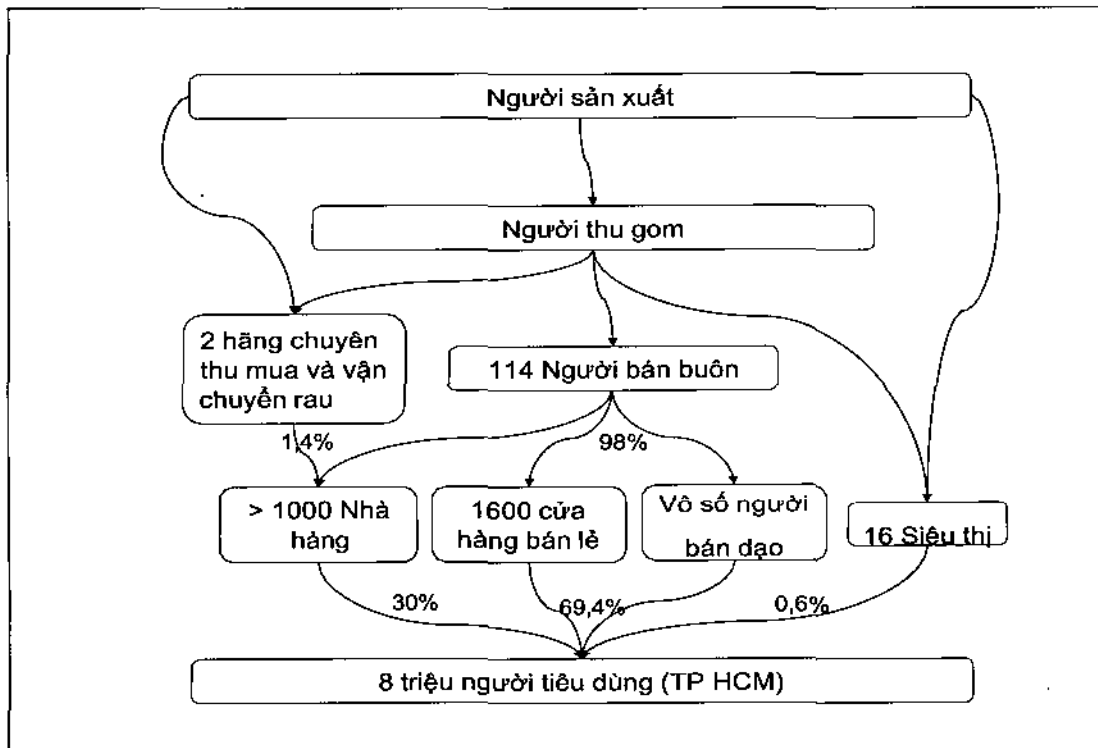 Người sản xuất
Người thu gom
2 hãng chuyên
thu mua và vận
chuyển rau
114 Người bán buôn
1,4%
98%
> 1000 Nhà
hàng
1600 cửa
hàng bán lẻ
Vô số người
bán dạo
16 Siêu thị
30%
69,4%
0,6%
8 triệu người tiêu dùng (TP HCM)